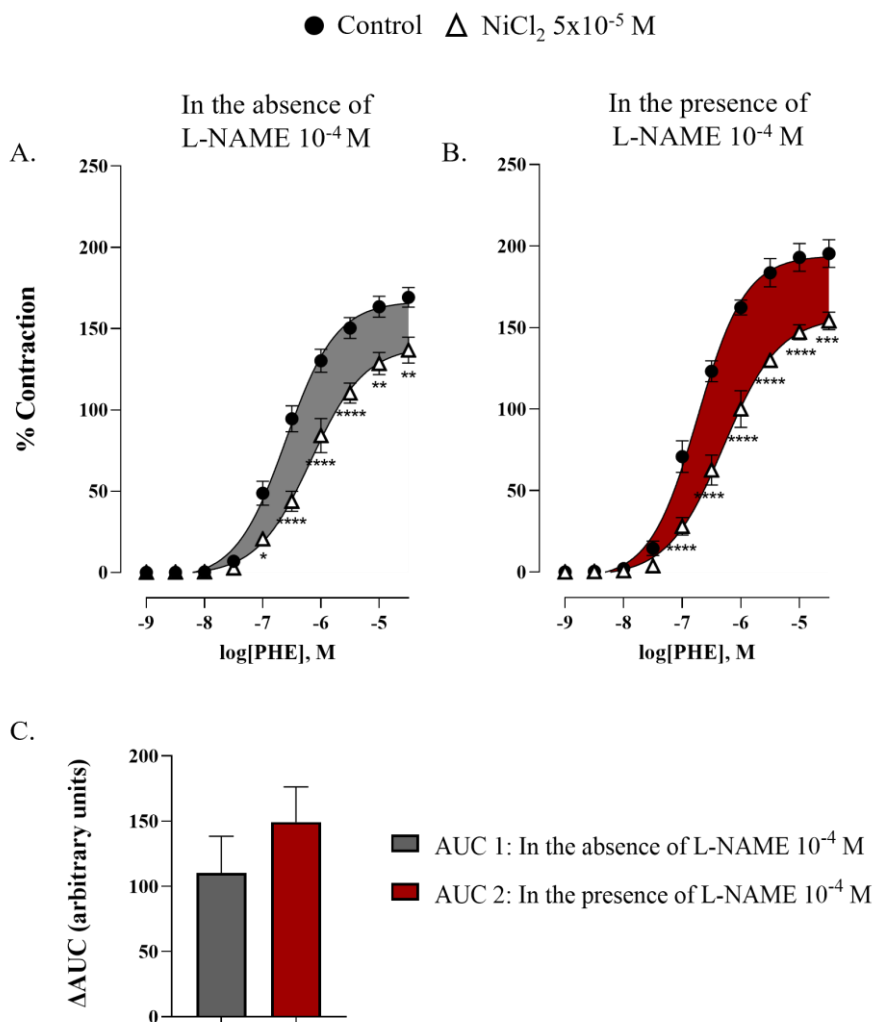 Control NiCl₂ 5x10⁻⁵ M
In the absence of
L-NAME 10⁻⁴ M
In the presence of
L-NAME 10⁻⁴ M
A.
B.
% Contraction
250
200
150
100
50
0
-9 -8 -7 -6 -5
log[PHE], M
*
****
****
****
**
**
250
200
150
100
50
0
-9 -8 -7 -6 -5
log[PHE], M
****
****
****
****
****
***
C.
ΔAUC (arbitrary units)
200
150
100
50
0
AUC 1: In the absence of L-NAME 10⁻⁴ M
AUC 2: In the presence of L-NAME 10⁻⁴ M